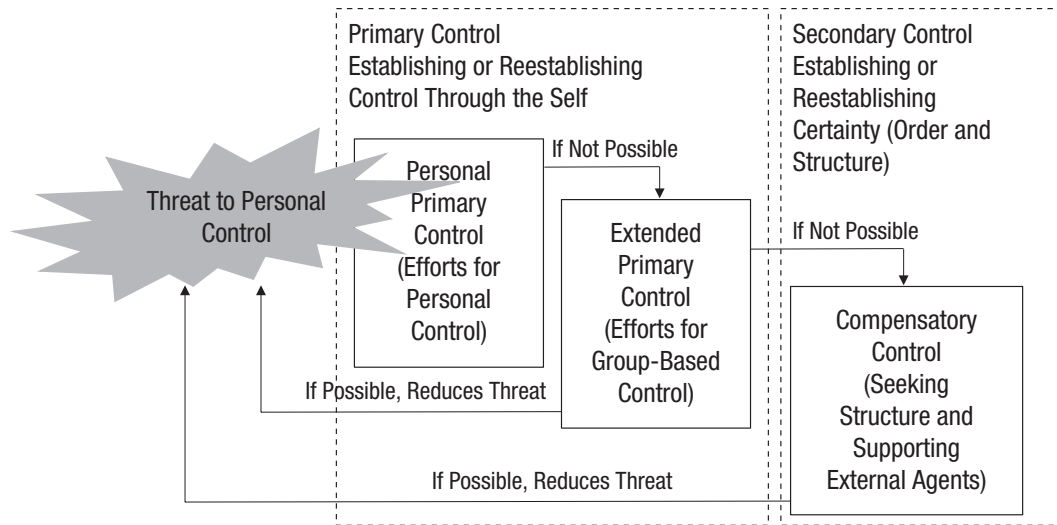 Primary Control
Establishing or Reestablishing
Control Through the Self
Secondary Control
Establishing or
Reestablishing
Certainty (Order and
Structure)
Threat to Personal
Control
Personal
Primary
Control
(Efforts for
Personal
Control)
If Not Possible
Extended
Primary
Control
(Efforts for
Group-Based
Control)
If Not Possible
Compensatory
Control
(Seeking
Structure and
Supporting
External Agents)
If Possible, Reduces Threat
If Possible, Reduces Threat